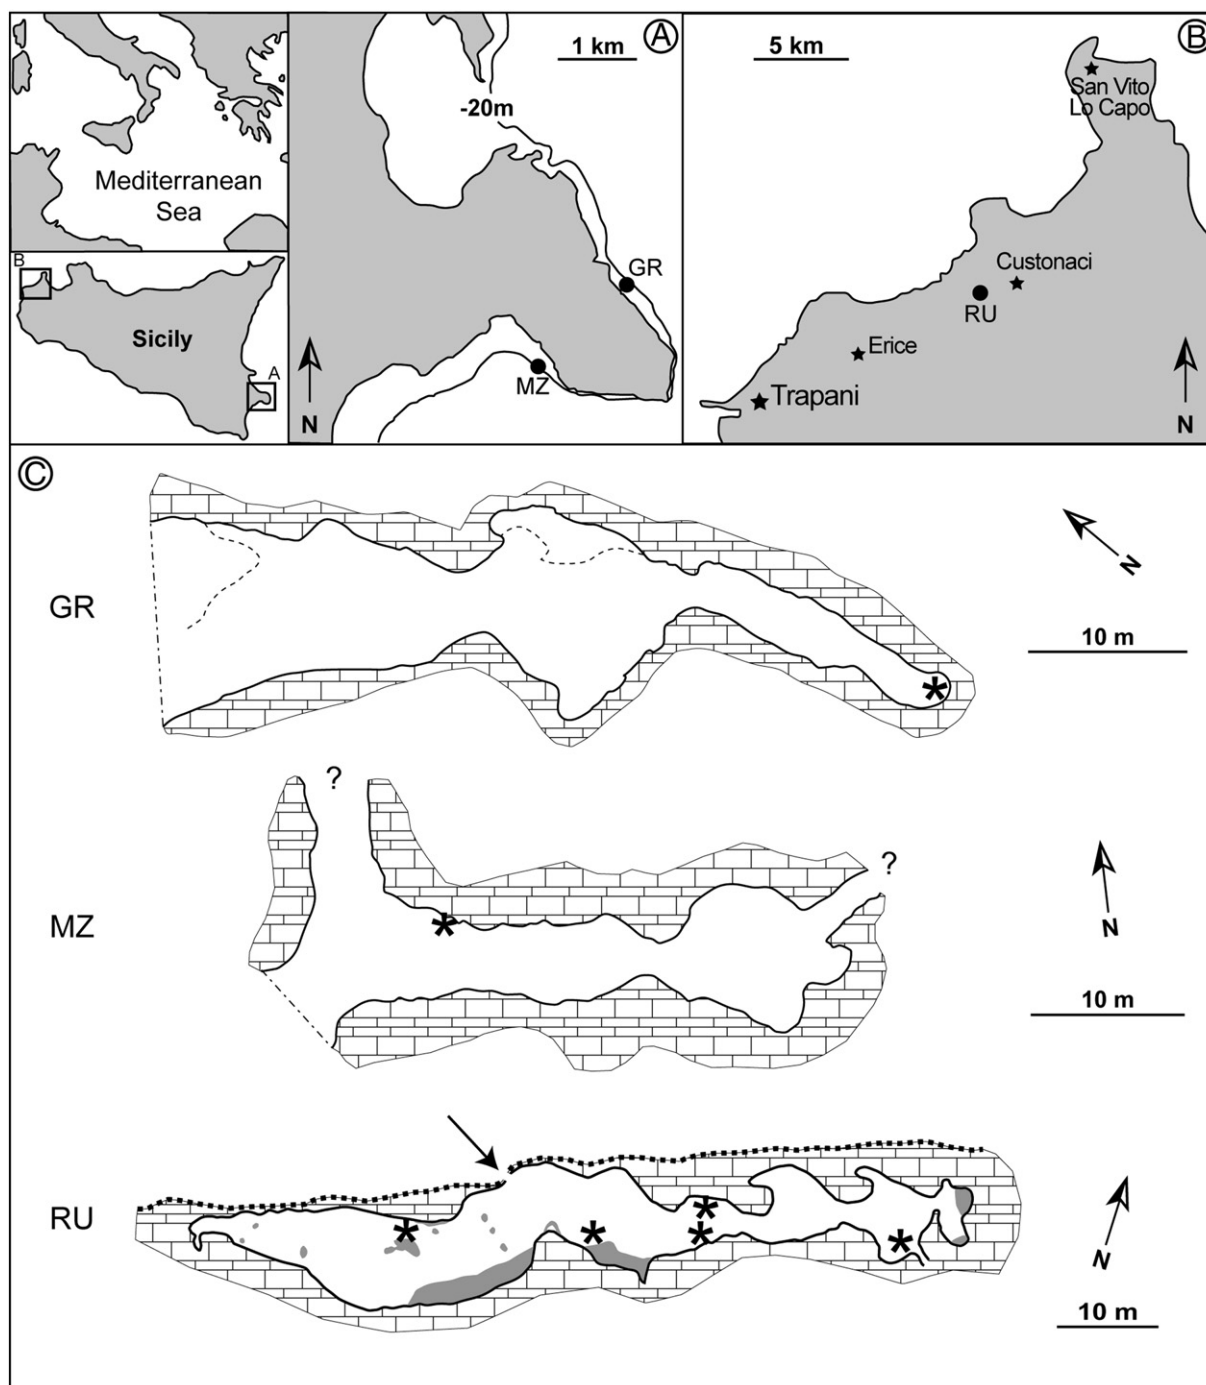 Mediterranean
Sea
B
Sicily
A
A
1 km
-20m
GR
MZ
N
B
5 km
San Vito
Lo Capo
Custonaci
RU
Erice
Trapani
N
C
GR
*
N
10 m
MZ
?
?
*
N
10 m
RU
*
*
*
*
*
N
10 m